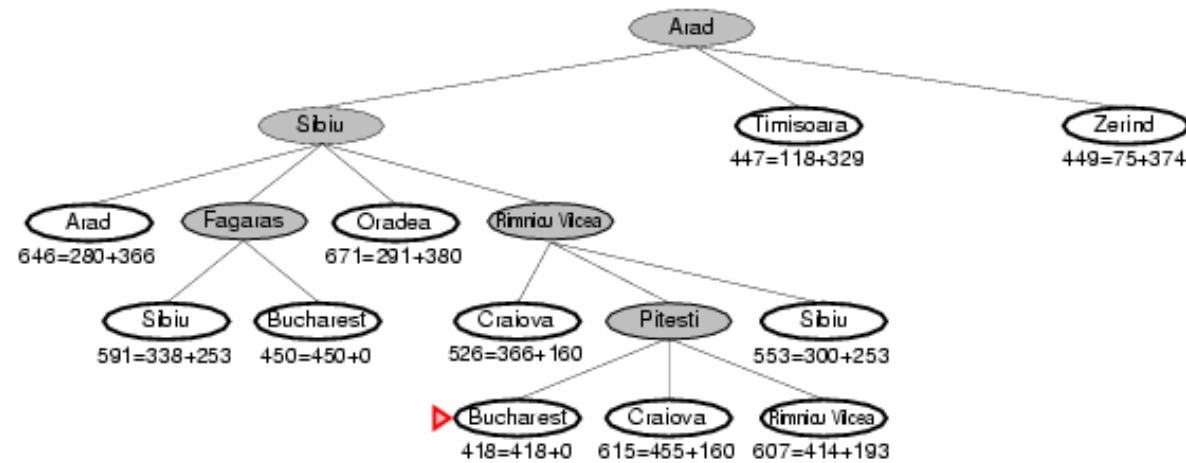 Arad
Sibiu
Timisoara
Zerind
447=118+329
449=75+374
Arad
Fagaras
Oradea
Rimnicu Vilcea
646=280+366
671=291+380
Sibiu
Bucharest
Craiova
Pitesti
Sibiu
591=338+253
450=450+0
526=366+160
553=300+253
Bucharest
Craiova
Rimnicu Vilcea
418=418+0
615=455+160
607=414+193